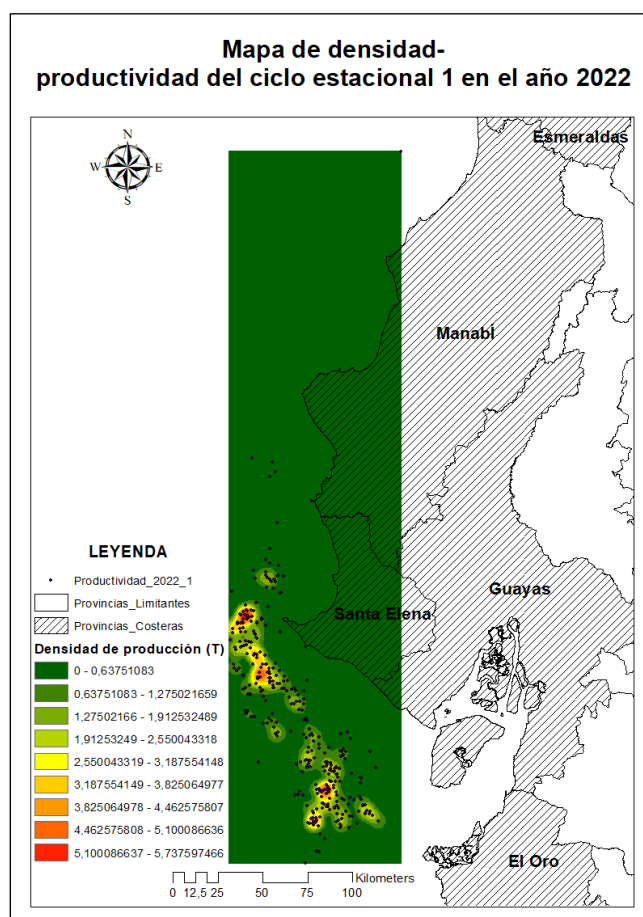 Mapa de densidad-
productividad del ciclo estacional 1 en el año 2022
Esmeraldas
N
W E
S
Manabí
LEYENDA
Productividad_2022_1
Provincias_Limitantes
Provincias_Costeras
Guayas
Santa Elena
Densidad de producción (T)
0 - 0,63751083
0,63751083 - 1,275021659
1,27502166 - 1,912532489
1,91253249 - 2,550043318
2,550043319 - 3,187554148
3,187554149 - 3,825064977
3,825064978 - 4,462575807
4,462575808 - 5,100086636
5,100086637 - 5,737597466
El Oro
Kilometers
0 12,5 25 50 75 100